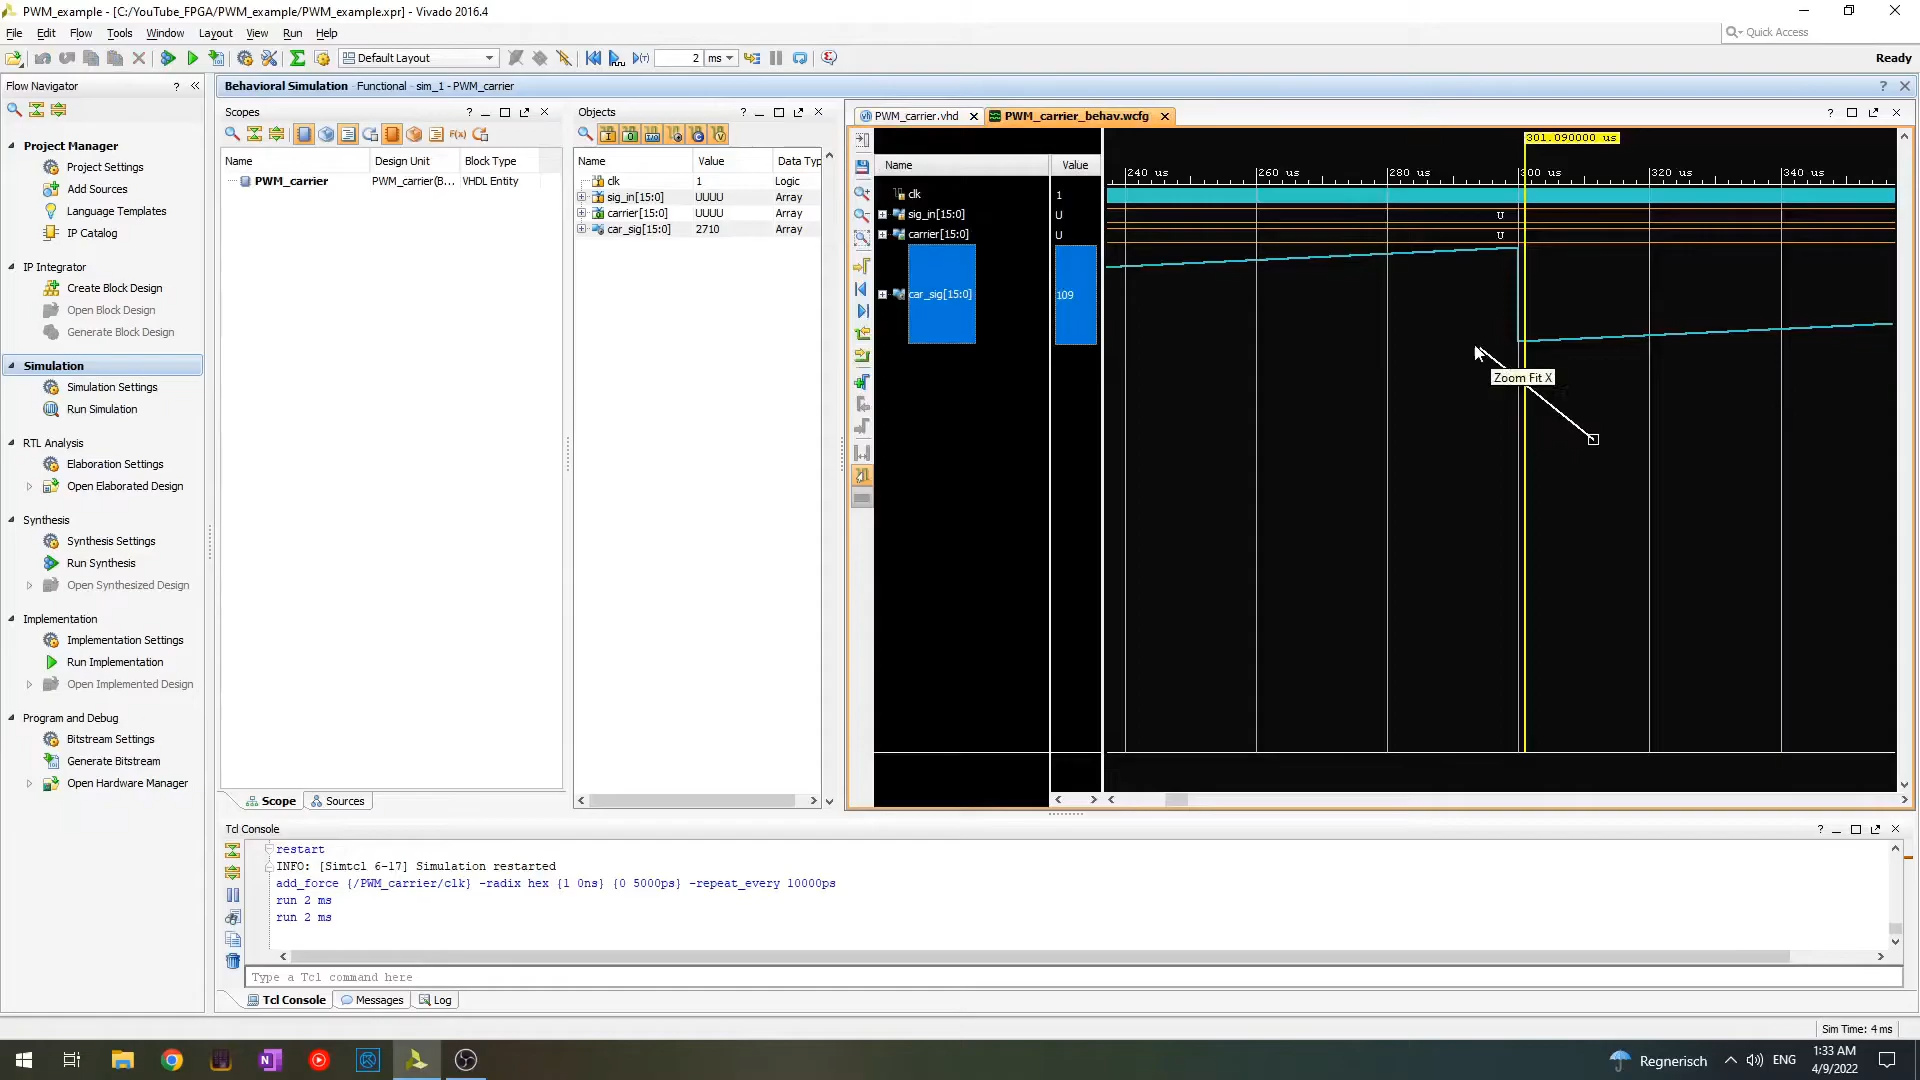 PWM_example - [C:/YouTube_FPGA/PWM_example/PWM_example.xpr] - Vivado 2016.4
File Edit Flow Tools Window Layout View Run Help
Quick Access
Default Layout
2 ms
Ready
Flow Navigator
Behavioral Simulation - Functional - sim_1 - PWM_carrier
Project Manager
Project Settings
Add Sources
Language Templates
IP Catalog
IP Integrator
Create Block Design
Open Block Design
Generate Block Design
Simulation
Simulation Settings
Run Simulation
RTL Analysis
Elaboration Settings
Open Elaborated Design
Synthesis
Synthesis Settings
Run Synthesis
Open Synthesized Design
Implementation
Implementation Settings
Run Implementation
Open Implemented Design
Program and Debug
Bitstream Settings
Generate Bitstream
Open Hardware Manager
Scopes
Name Design Unit Block Type
PWM_carrier PWM_carrier(B... VHDL Entity
Scope Sources
Objects
Name Value Data Typ
clk 1 Logic
sig_in[15:0] UUUU Array
carrier[15:0] UUUU Array
car_sig[15:0] 2710 Array
PWM_carrier.vhd PWM_carrier_behav.wcfg
301.090000 us
Name Value
240 us 260 us 280 us 300 us 320 us 340 us
clk 1
sig_in[15:0] U U
carrier[15:0] U U
car_sig[15:0] 109
Zoom Fit X
Tcl Console
restart
INFO: [Simtcl 6-17] Simulation restarted
add_force {/PWM_carrier/clk} -radix hex {1 0ns} {0 5000ps} -repeat_every 10000ps
run 2 ms
run 2 ms
Type a Tcl command here
Tcl Console Messages Log
Sim Time: 4 ms
Regnerisch ENG 1:33 AM
4/9/2022